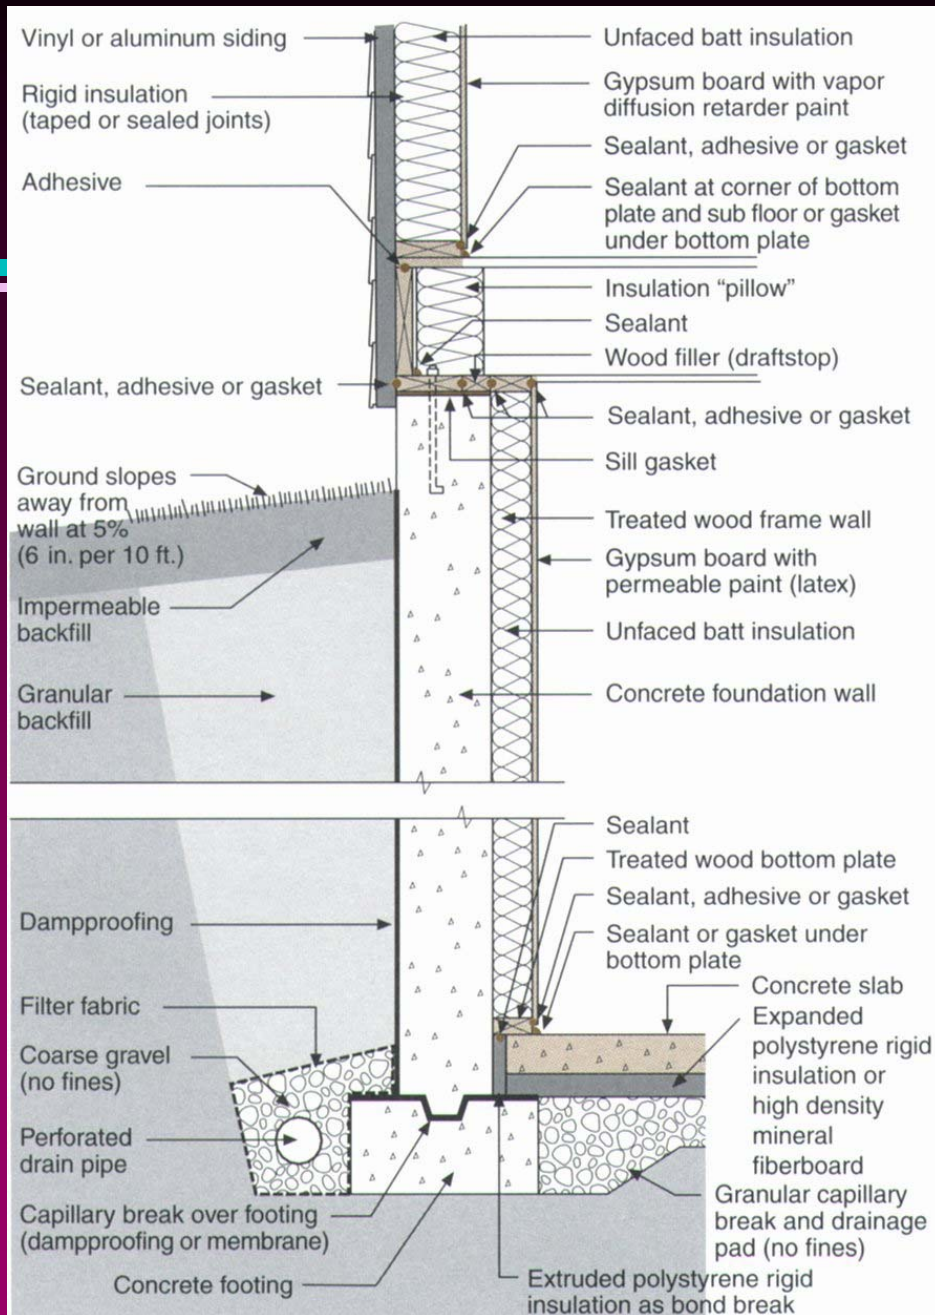 Vinyl or aluminum siding
Rigid insulation
(taped or sealed joints)
Adhesive
Sealant, adhesive or gasket
Ground slopes
away from
wall at 5%
(6 in. per 10 ft.)
Impermeable
backfill
Granular
backfill
Dampproofing
Filter fabric
Coarse gravel
(no fines)
Perforated
drain pipe
Capillary break over footing
(dampproofing or membrane)
Concrete footing
Unfaced batt insulation
Gypsum board with vapor
diffusion retarder paint
Sealant, adhesive or gasket
Sealant at corner of bottom
plate and sub floor or gasket
under bottom plate
Insulation “pillow”
Sealant
Wood filler (draftstop)
Sealant, adhesive or gasket
Sill gasket
Treated wood frame wall
Gypsum board with
permeable paint (latex)
Unfaced batt insulation
Concrete foundation wall
Sealant
Treated wood bottom plate
Sealant, adhesive or gasket
Sealant or gasket under
bottom plate
Concrete slab
Expanded
polystyrene rigid
insulation or
high density
mineral
fiberboard
Granular capillary
break and drainage
pad (no fines)
Extruded polystyrene rigid
insulation as bond break